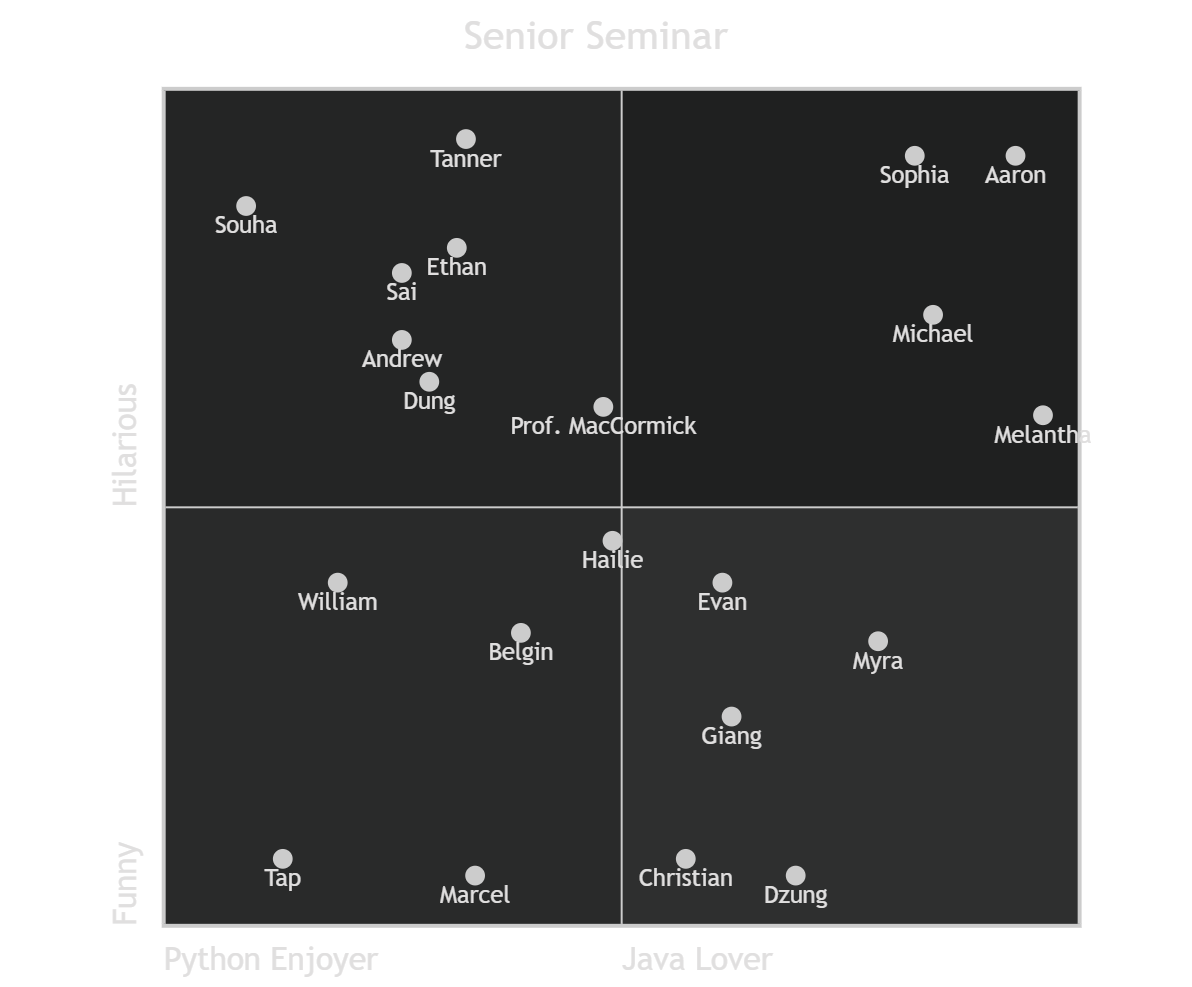 Senior Seminar
Tanner
Sophia
Aaron
Souha
Ethan
Sai
Michael
Andrew
Dung
Prof. MacCormick
Melantha
Hilarious
Hailie
William
Evan
Belgin
Myra
Giang
Tap
Marcel
Christian
Dzung
Funny
Python Enjoyer
Java Lover